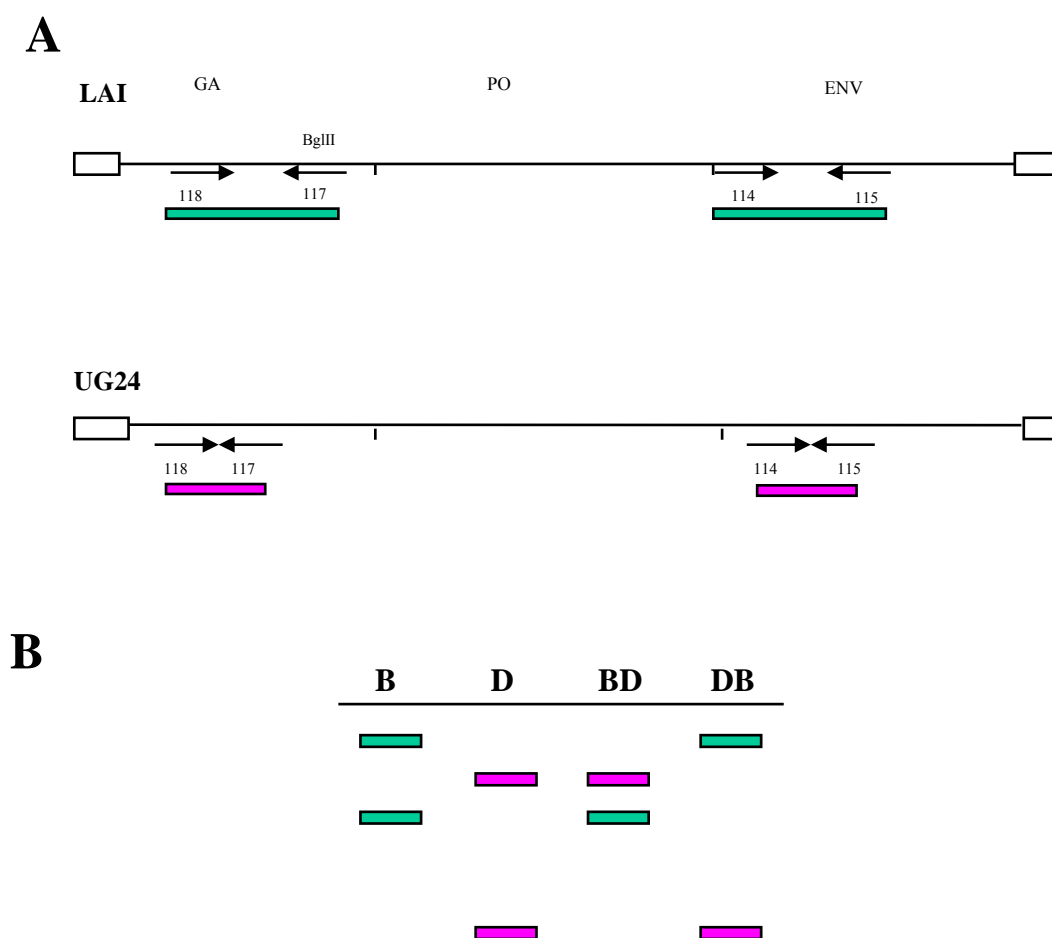 A
LAI GA PO ENV
BglII
118 117 114 115
UG24
118 117 114 115
B
B D BD DB